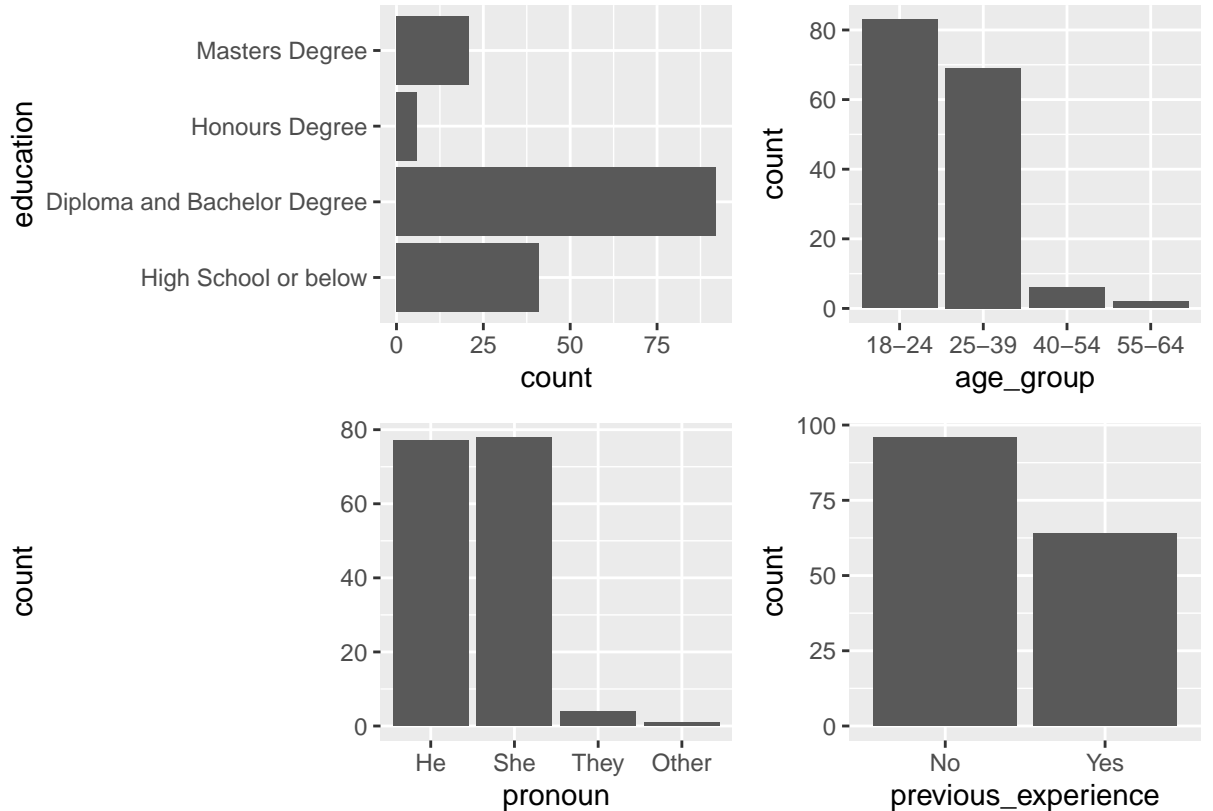 education
Masters Degree
Honours Degree
Diploma and Bachelor Degree
High School or below
0 25 50 75
count
count
80
60
40
20
0
18−24 25−39 40−54 55−64
age_group
count
80
60
40
20
0
He She They Other
pronoun
count
100
75
50
25
0
No Yes
previous_experience